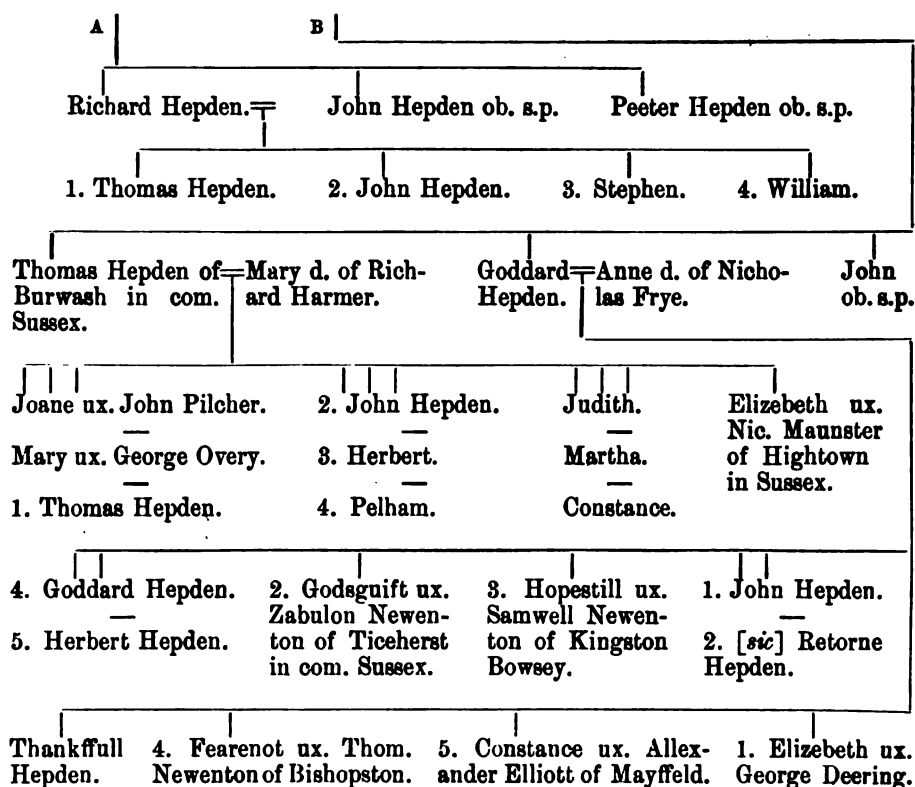 A B
Richard Hepden. John Hepden ob. s.p. Peeter Hepden ob. s.p.
1. Thomas Hepden. 2. John Hepden. 3. Stephen. 4. William.
Thomas Hepden of Burwash in com. Sussex.
Mary d. of Richard Harmer.
Goddard Hepden.
Anne d. of Nicholas Frye.
John ob. s.p.
Joane ux. John Pilcher.
Mary ux. George Overy.
1. Thomas Hepden.
2. John Hepden.
3. Herbert.
4. Pelham.
Judith.
Martha.
Constance.
Elizebeth ux.
Nic. Maunster
of Hightown
in Sussex.
4. Goddard Hepden.
5. Herbert Hepden.
2. Godsguift ux.
Zabulon Newen-
ton of Ticeherst
in com. Sussex.
3. Hopestill ux.
Samwell Newen-
ton of Kingston
Bowsey.
1. John Hepden.
2. [sic] Retorne
Hepden.
Thankffull
Hepden.
4. Fearenot ux. Thom.
Newenton of Bishopston.
5. Constance ux. Allex-
ander Elliott of Mayffeld.
1. Elizebeth ux.
George Deering.